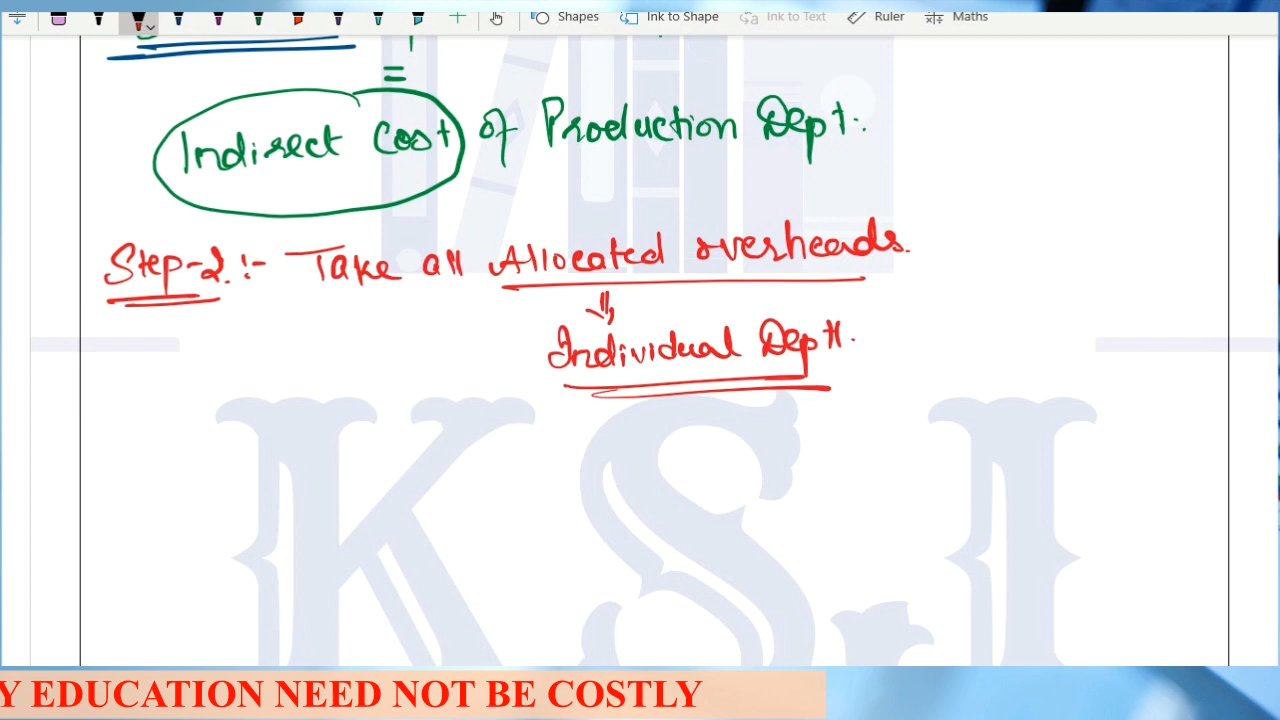 Shapes Ink to Shape Ink to Text Ruler Maths
=
Indirect Cost of Production Dept.
Step-2:- Take all Allocated overheads.
Individual Deptt.
KS.I
Y EDUCATION NEED NOT BE COSTLY